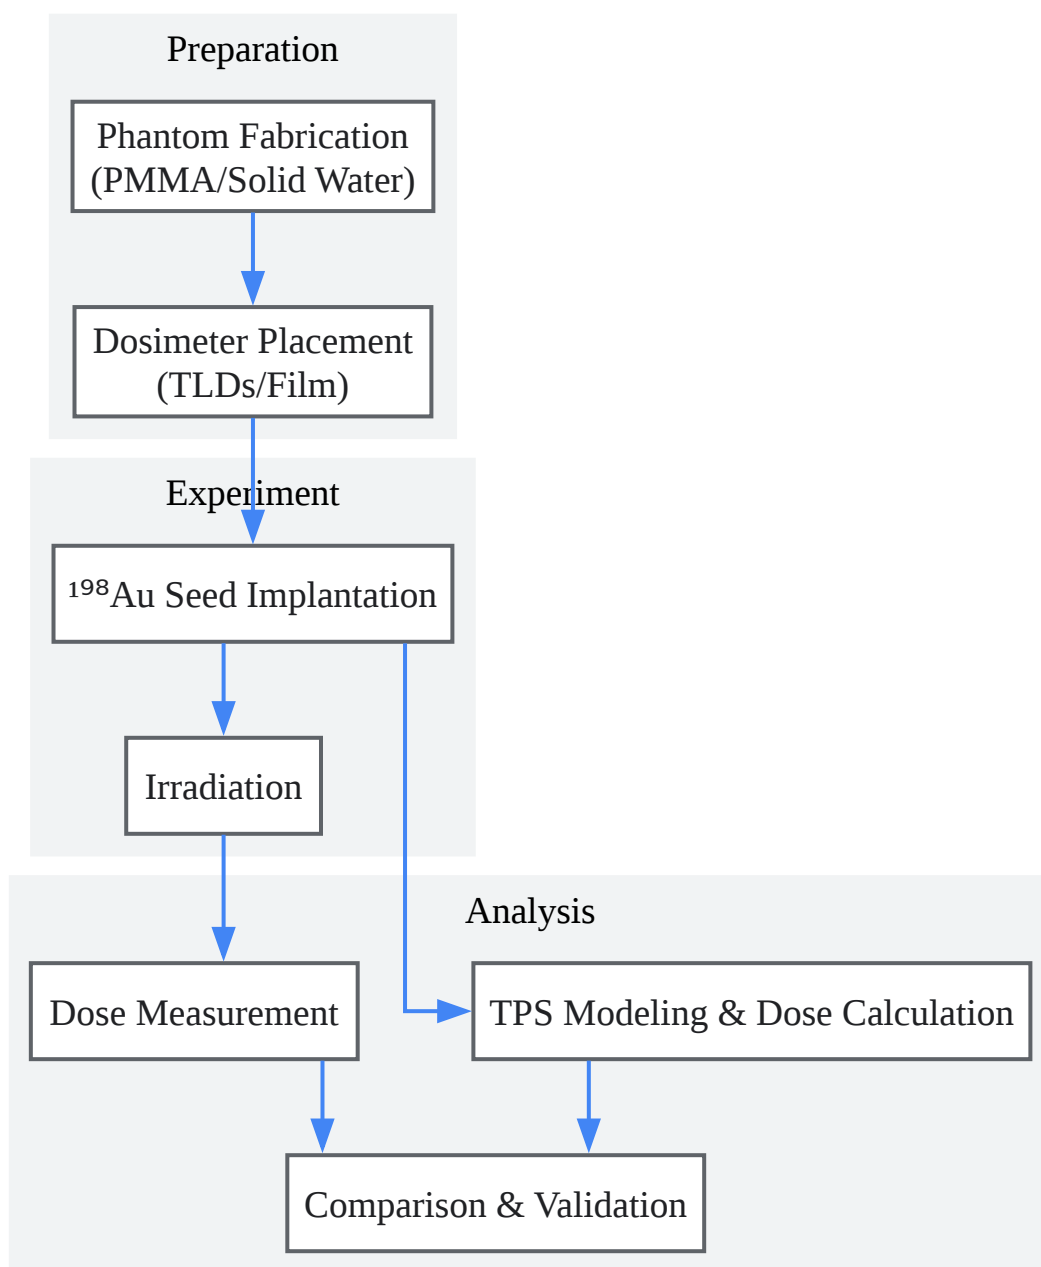 Preparation
Phantom Fabrication
(PMMA/Solid Water)
Dosimeter Placement
(TLDs/Film)
Experiment
¹⁹⁸Au Seed Implantation
Irradiation
Analysis
Dose Measurement
TPS Modeling & Dose Calculation
Comparison & Validation